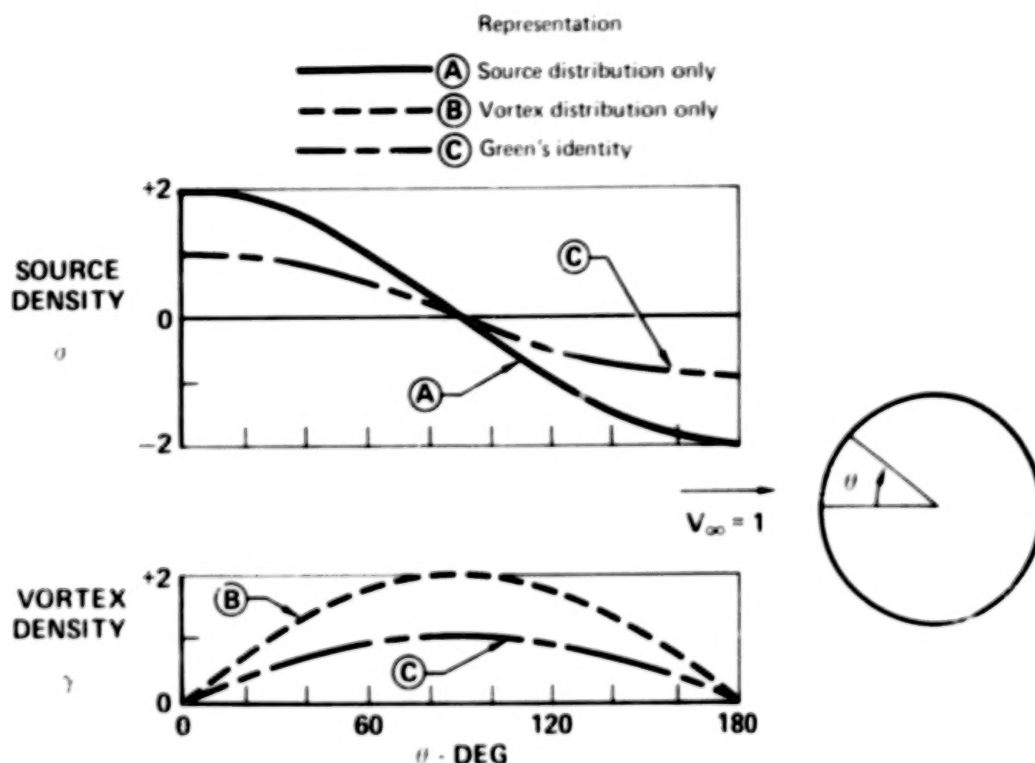 Representation
Ⓐ Source distribution only
Ⓑ Vortex distribution only
Ⓒ Green's identity
+2
SOURCE
DENSITY
σ
0
−2
Ⓒ
Ⓐ
θ
V∞ = 1
+2
VORTEX
DENSITY
γ
0
Ⓑ
Ⓒ
0
60
120
180
θ - DEG